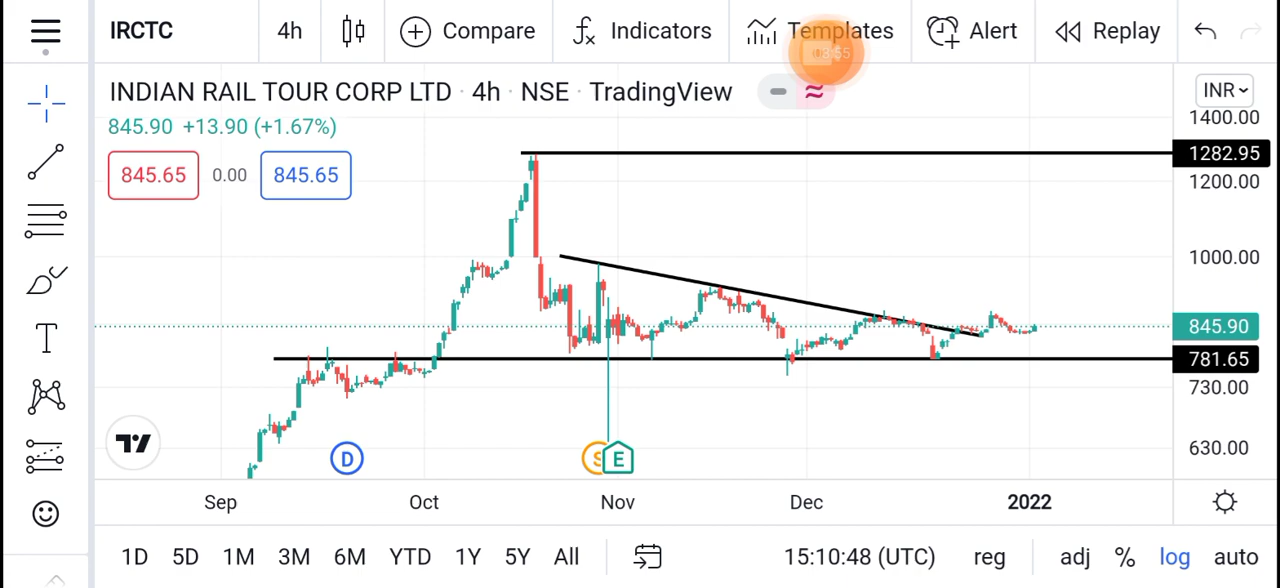 IRCTC 4h Compare Indicators Templates Alert Replay
08:55
INDIAN RAIL TOUR CORP LTD · 4h · NSE · TradingView
INR
845.90 +13.90 (+1.67%)
845.65 0.00 845.65
1400.00
1282.95
1200.00
1000.00
845.90
781.65
730.00
630.00
D S E
Sep Oct Nov Dec 2022
1D 5D 1M 3M 6M YTD 1Y 5Y All 15:10:48 (UTC) reg adj % log auto